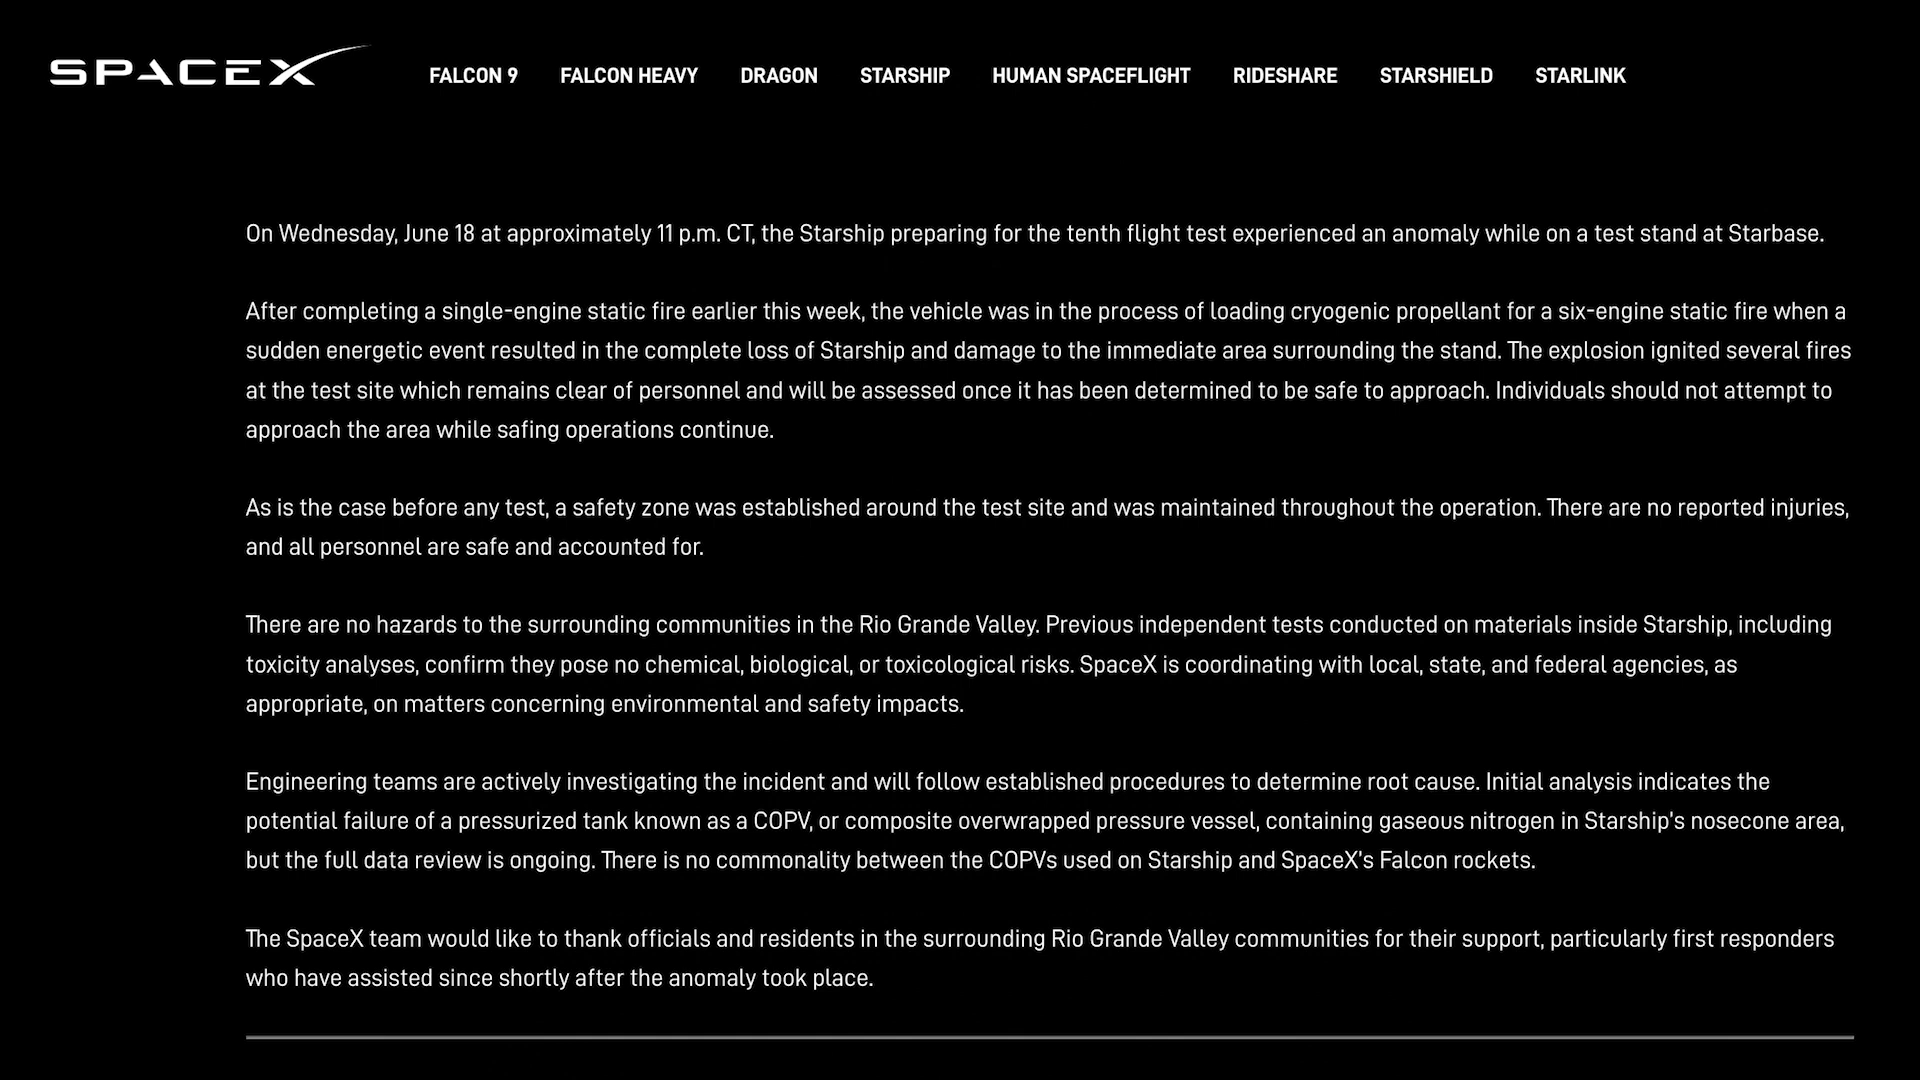 SPACEX FALCON 9 FALCON HEAVY DRAGON STARSHIP HUMAN SPACEFLIGHT RIDESHARE STARSHIELD STARLINK
On Wednesday, June 18 at approximately 11 p.m. CT, the Starship preparing for the tenth flight test experienced an anomaly while on a test stand at Starbase.
After completing a single-engine static fire earlier this week, the vehicle was in the process of loading cryogenic propellant for a six-engine static fire when a
sudden energetic event resulted in the complete loss of Starship and damage to the immediate area surrounding the stand. The explosion ignited several fires
at the test site which remains clear of personnel and will be assessed once it has been determined to be safe to approach. Individuals should not attempt to
approach the area while safing operations continue.
As is the case before any test, a safety zone was established around the test site and was maintained throughout the operation. There are no reported injuries,
and all personnel are safe and accounted for.
There are no hazards to the surrounding communities in the Rio Grande Valley. Previous independent tests conducted on materials inside Starship, including
toxicity analyses, confirm they pose no chemical, biological, or toxicological risks. SpaceX is coordinating with local, state, and federal agencies, as
appropriate, on matters concerning environmental and safety impacts.
Engineering teams are actively investigating the incident and will follow established procedures to determine root cause. Initial analysis indicates the
potential failure of a pressurized tank known as a COPV, or composite overwrapped pressure vessel, containing gaseous nitrogen in Starship's nosecone area,
but the full data review is ongoing. There is no commonality between the COPVs used on Starship and SpaceX's Falcon rockets.
The SpaceX team would like to thank officials and residents in the surrounding Rio Grande Valley communities for their support, particularly first responders
who have assisted since shortly after the anomaly took place.